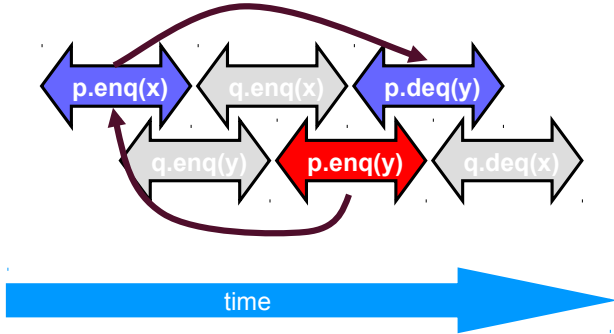 p.enq(x) q.enq(x) p.deq(y)
q.enq(y) p.enq(y) q.deq(x)
time